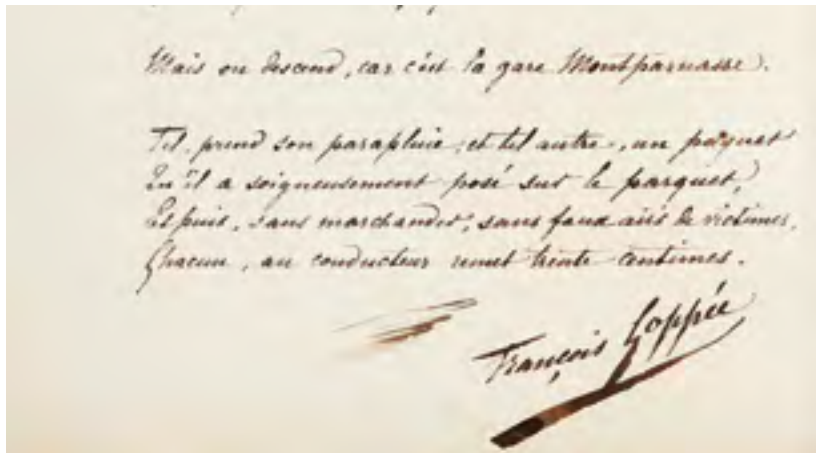 Mais on descend, car c'est la gare Montparnasse.
Tel, prend son parapluie, et tel autre, un paquet
Qu'il a soigneusement posé sur le parquet,
Et puis, sans marchander, sans faux airs de victimes,
Chacun, au conducteur remet trente centimes.
François Coppée